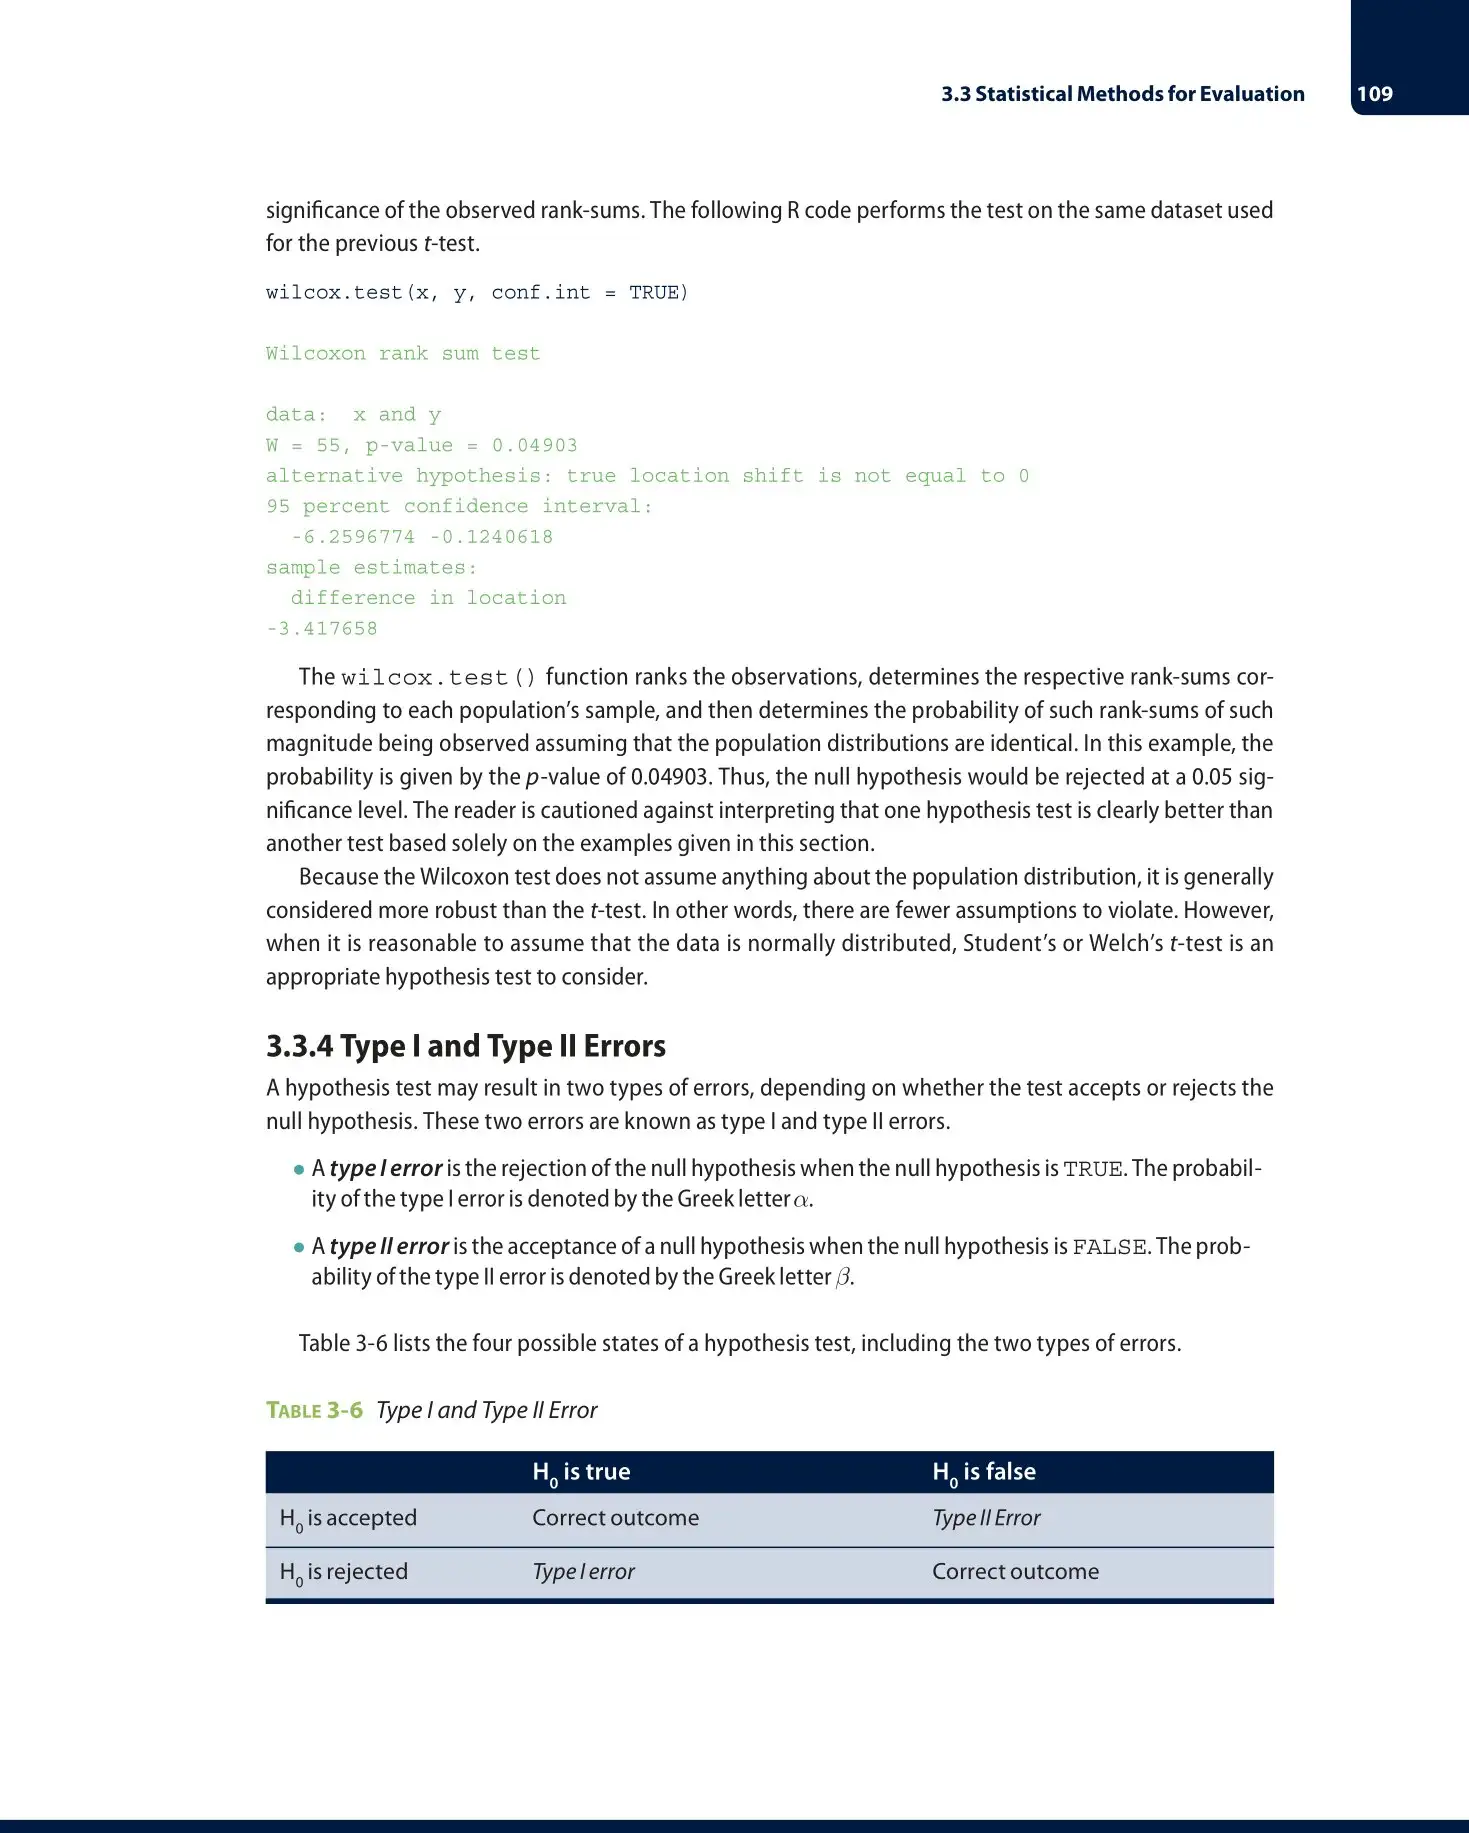 3.3 Statistical Methods for Evaluation 109
significance of the observed rank-sums. The following R code performs the test on the same dataset used
for the previous t-test.
wilcox.test(x, y, conf.int = TRUE)
Wilcoxon rank sum test
data:  x and y
W = 55, p-value = 0.04903
alternative hypothesis: true location shift is not equal to 0
95 percent confidence interval:
-6.2596774 -0.1240618
sample estimates:
difference in location
-3.417658
The wilcox.test() function ranks the observations, determines the respective rank-sums cor-
responding to each population’s sample, and then determines the probability of such rank-sums of such
magnitude being observed assuming that the population distributions are identical. In this example, the
probability is given by the p-value of 0.04903. Thus, the null hypothesis would be rejected at a 0.05 sig-
nificance level. The reader is cautioned against interpreting that one hypothesis test is clearly better than
another test based solely on the examples given in this section.
Because the Wilcoxon test does not assume anything about the population distribution, it is generally
considered more robust than the t-test. In other words, there are fewer assumptions to violate. However,
when it is reasonable to assume that the data is normally distributed, Student’s or Welch’s t-test is an
appropriate hypothesis test to consider.
3.3.4 Type I and Type II Errors
A hypothesis test may result in two types of errors, depending on whether the test accepts or rejects the
null hypothesis. These two errors are known as type I and type II errors.
● A type I error is the rejection of the null hypothesis when the null hypothesis is TRUE. The probabil-
ity of the type I error is denoted by the Greek letter α.
● A type II error is the acceptance of a null hypothesis when the null hypothesis is FALSE. The prob-
ability of the type II error is denoted by the Greek letter β.
Table 3-6 lists the four possible states of a hypothesis test, including the two types of errors.
TABLE 3-6 Type I and Type II Error
H₀ is true H₀ is false
H₀ is accepted Correct outcome Type II Error
H₀ is rejected Type I error Correct outcome